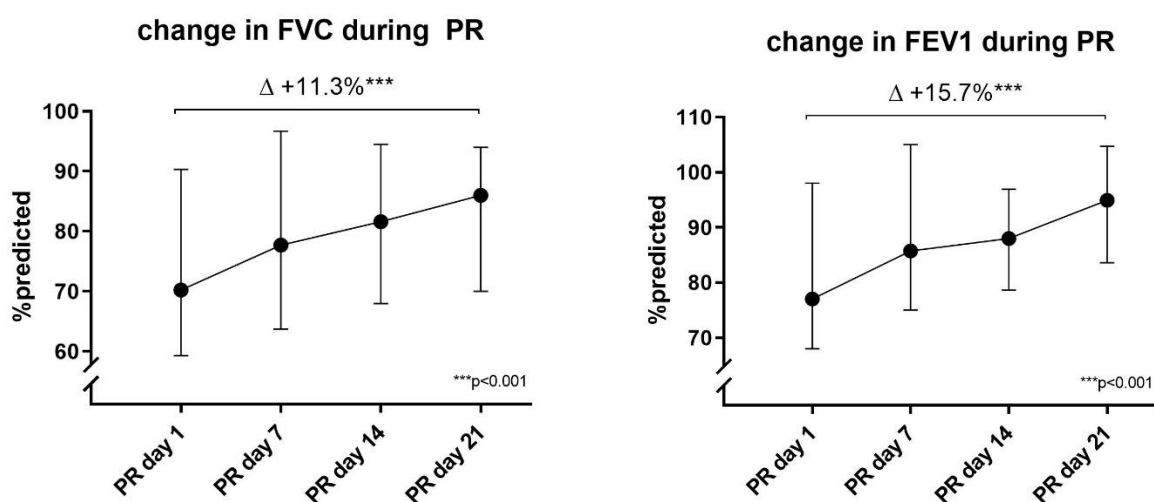 change in FVC during PR
Δ +11.3%***
100
90
80
70
60
%predicted
***p<0.001
PR day 1
PR day 7
PR day 14
PR day 21
change in FEV1 during PR
Δ +15.7%***
110
100
90
80
70
%predicted
***p<0.001
PR day 1
PR day 7
PR day 14
PR day 21